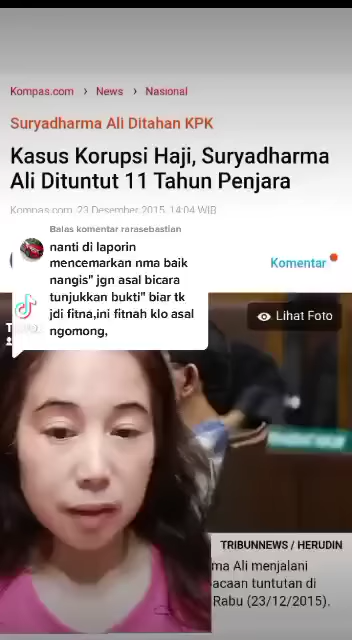 Kompas.com › News › Nasional
Suryadharma Ali Ditahan KPK
Kasus Korupsi Haji, Suryadharma
Ali Dituntut 11 Tahun Penjara
Kompas.com, 23 Desember 2015, 14:04 WIB
Balas komentar rarasebastian
nanti di laporin
mencemarkan nma baik
nangis" jgn asal bicara
tunjukkan bukti" biar tk
jdi fitna,ini fitnah klo asal
ngomong,
Komentar
Lihat Foto
TRIBUNNEWS / HERUDIN
ma Ali menjalani
acaan tuntutan di
Rabu (23/12/2015).